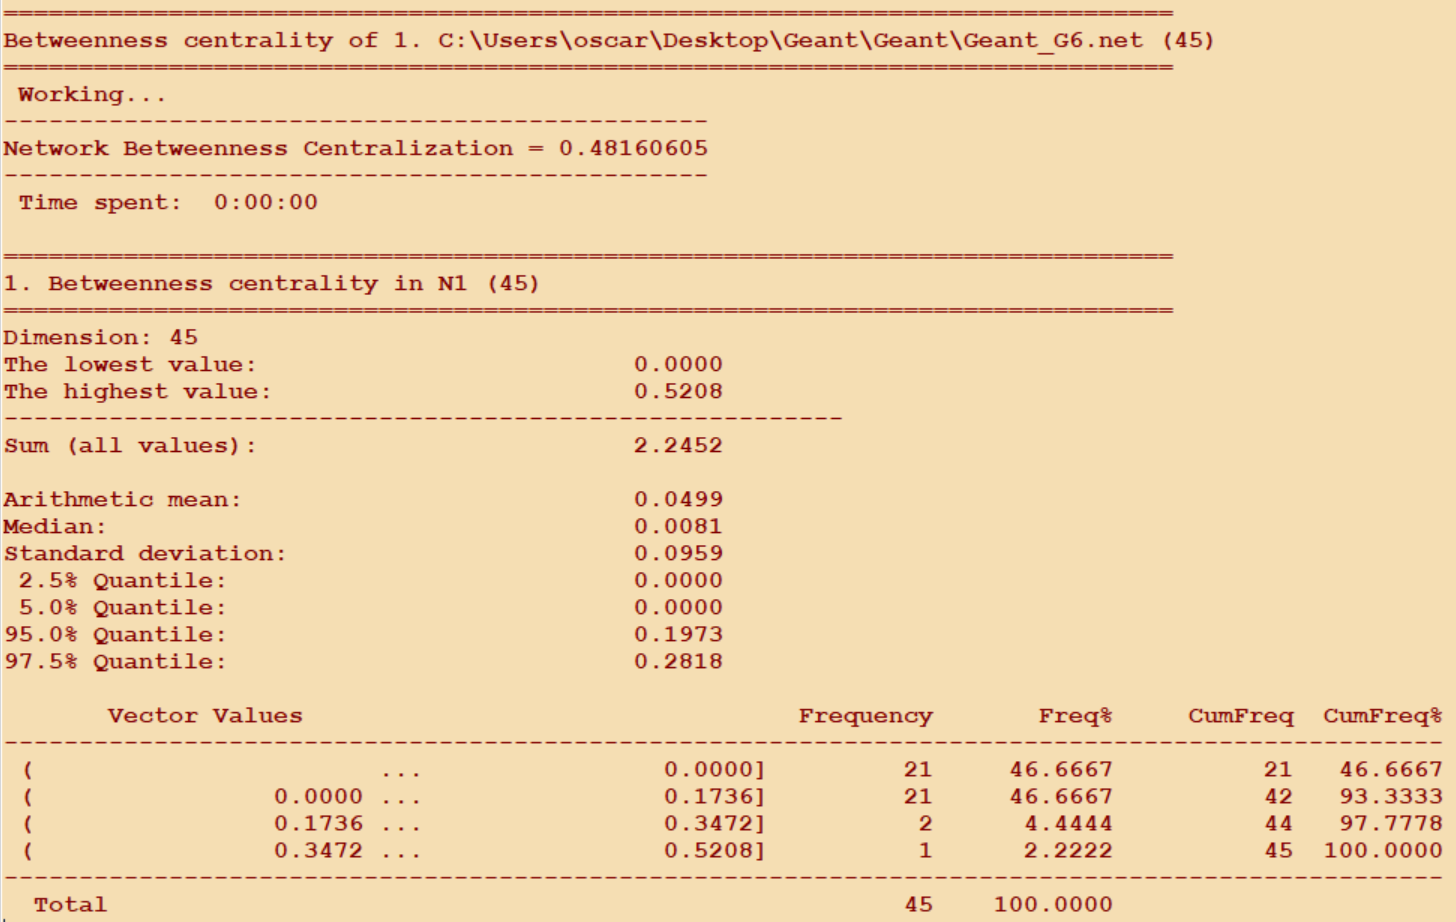 ==============================================================================
Betweenness centrality of 1. C:\Users\oscar\Desktop\Geant\Geant\Geant_G6.net (45)
==============================================================================
 Working...
-----------------------------------------------
Network Betweenness Centralization = 0.48160605
-----------------------------------------------
 Time spent:  0:00:00
==============================================================================
1. Betweenness centrality in N1 (45)
==============================================================================
Dimension: 45
The lowest value:                         0.0000
The highest value:                        0.5208
--------------------------------------------------------
Sum (all values):                         2.2452
Arithmetic mean:                          0.0499
Median:                                   0.0081
Standard deviation:                       0.0959
 2.5% Quantile:                           0.0000
 5.0% Quantile:                           0.0000
95.0% Quantile:                           0.1973
97.5% Quantile:                           0.2818
       Vector Values                                 Frequency       Freq%     CumFreq  CumFreq%
------------------------------------------------------------------------------------------------
 (                       ...                0.0000]         21     46.6667          21   46.6667
 (                0.0000 ...                0.1736]         21     46.6667          42   93.3333
 (                0.1736 ...                0.3472]          2      4.4444          44   97.7778
 (                0.3472 ...                0.5208]          1      2.2222          45  100.0000
------------------------------------------------------------------------------------------------
  Total                                                     45    100.0000